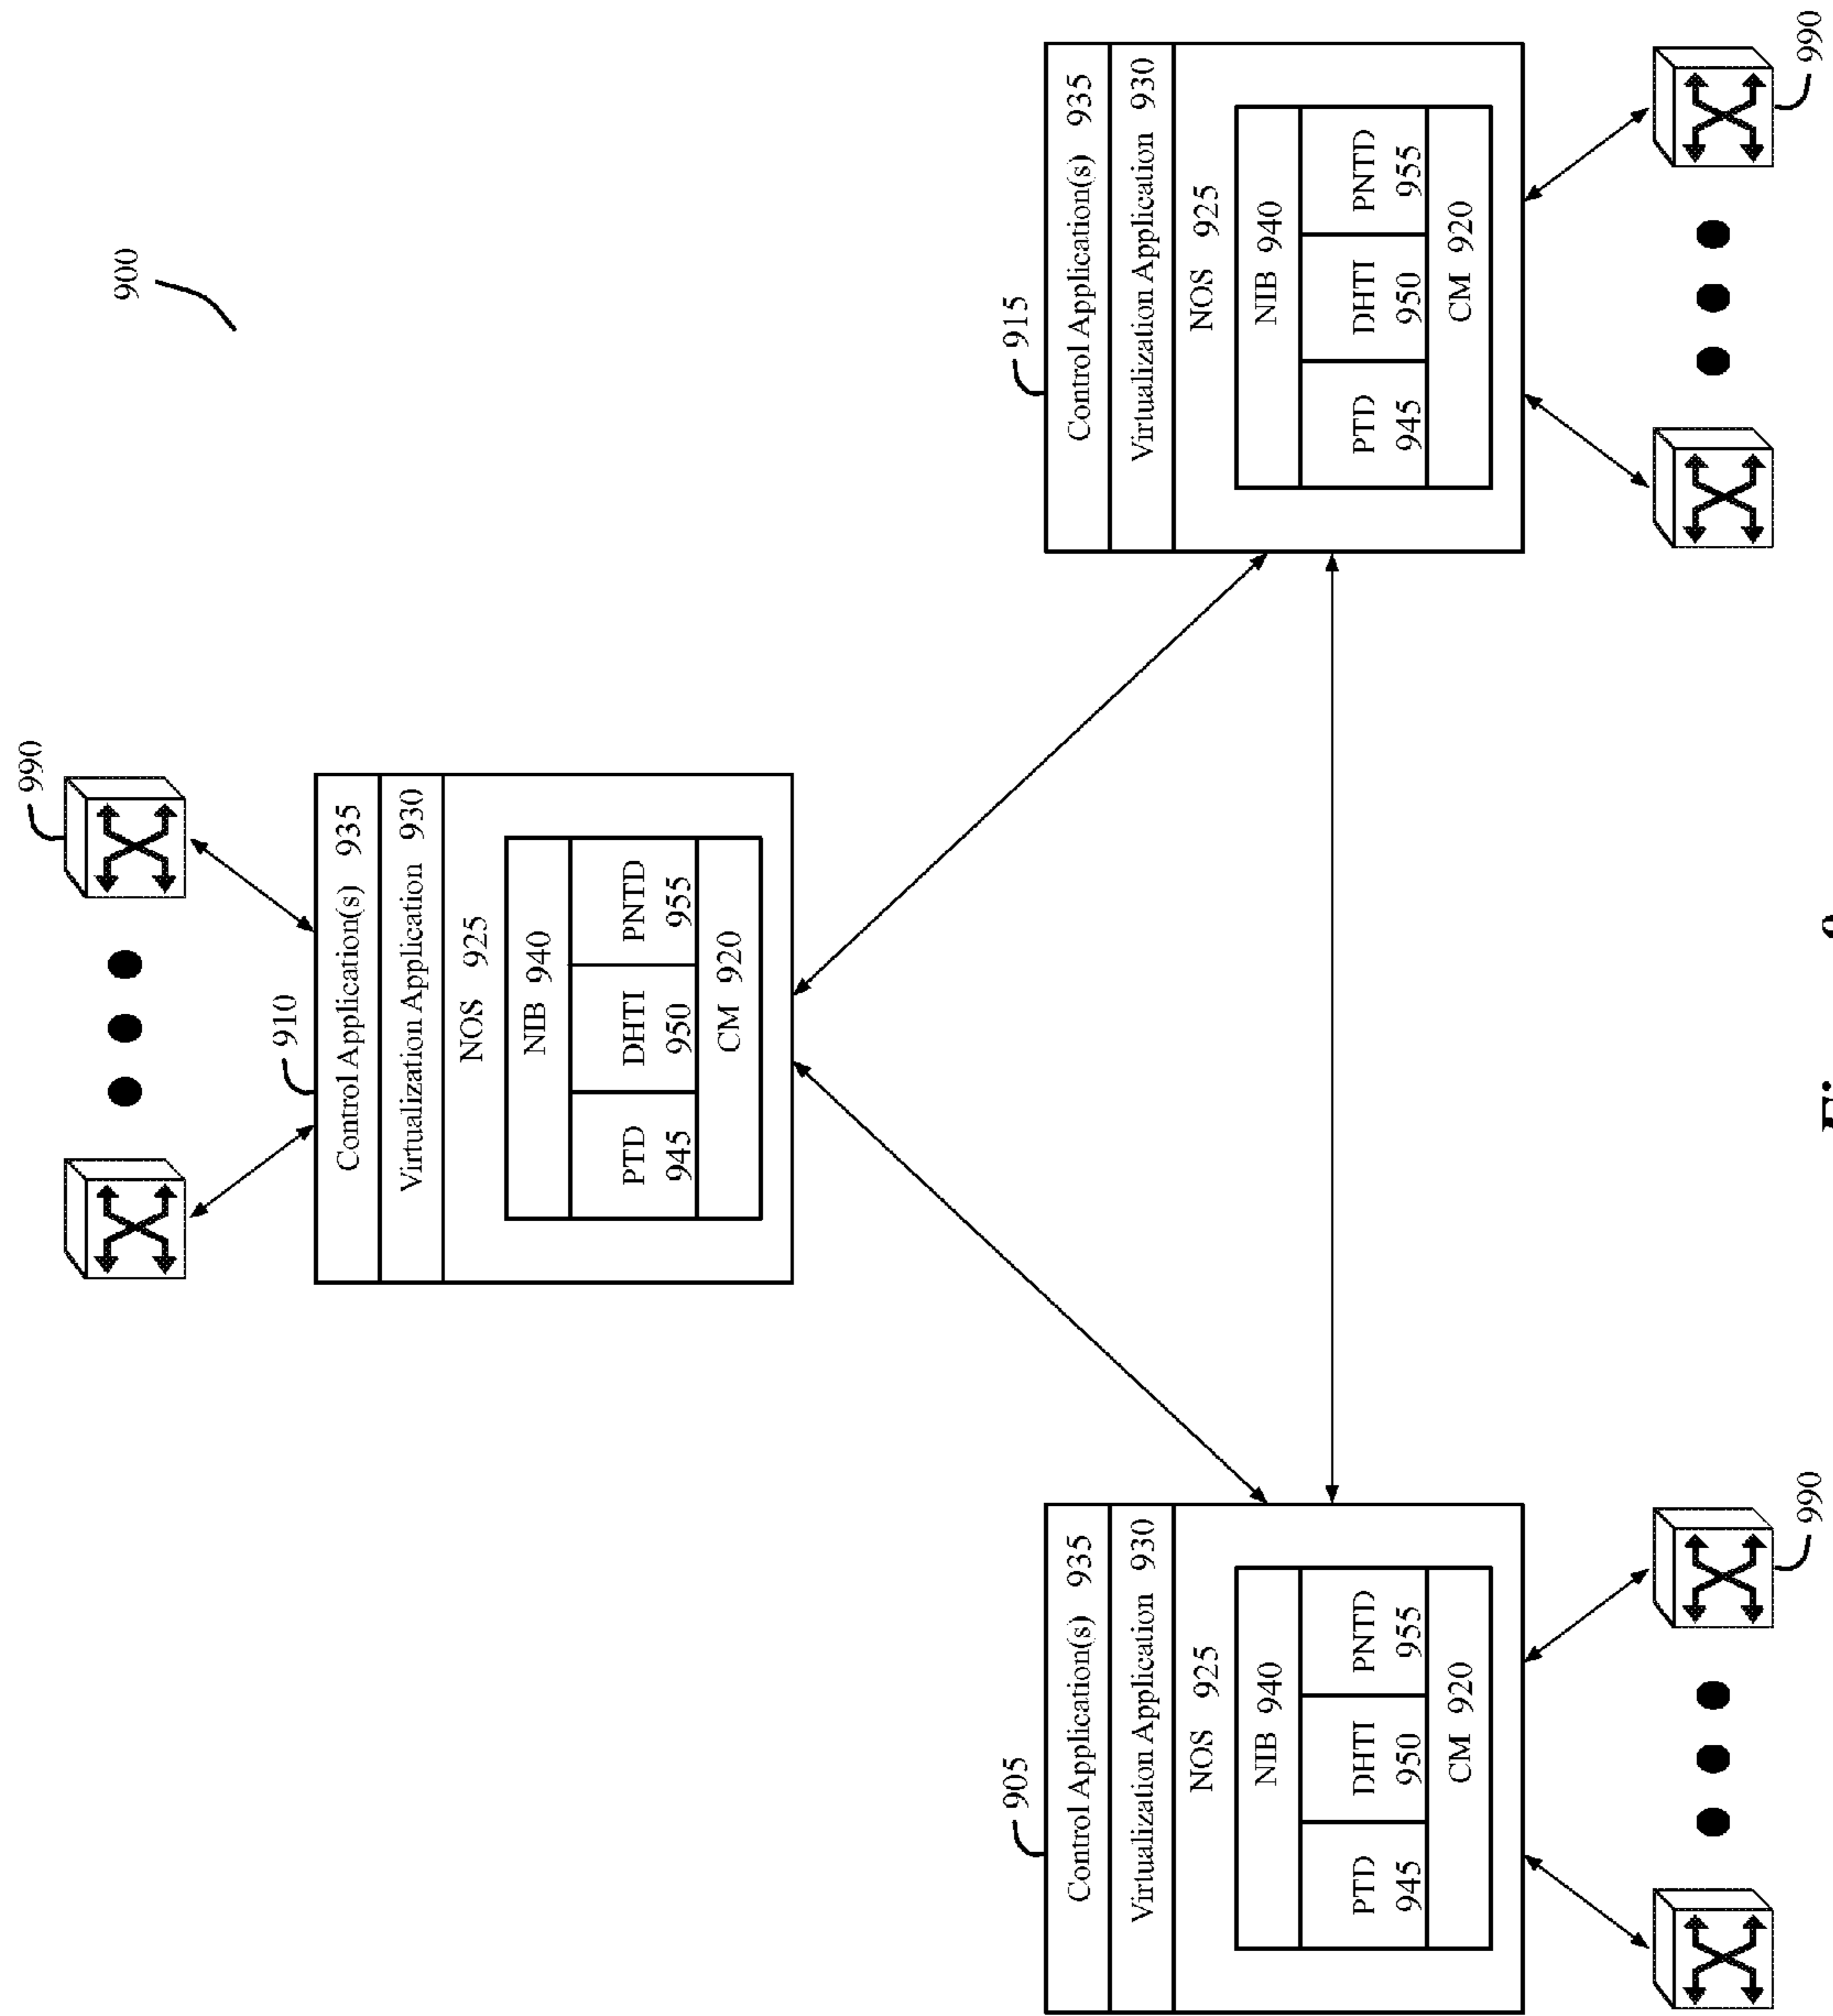 900
990
910
Control Application(s) 935
Virtualization Application 930
NOS 925
NIB 940
PTD 945
DHTI 950
PNTD 955
CM 920
905
Control Application(s) 935
Virtualization Application 930
NOS 925
NIB 940
PTD 945
DHTI 950
PNTD 955
CM 920
990
915
Control Application(s) 935
Virtualization Application 930
NOS 925
NIB 940
PTD 945
DHTI 950
PNTD 955
CM 920
990